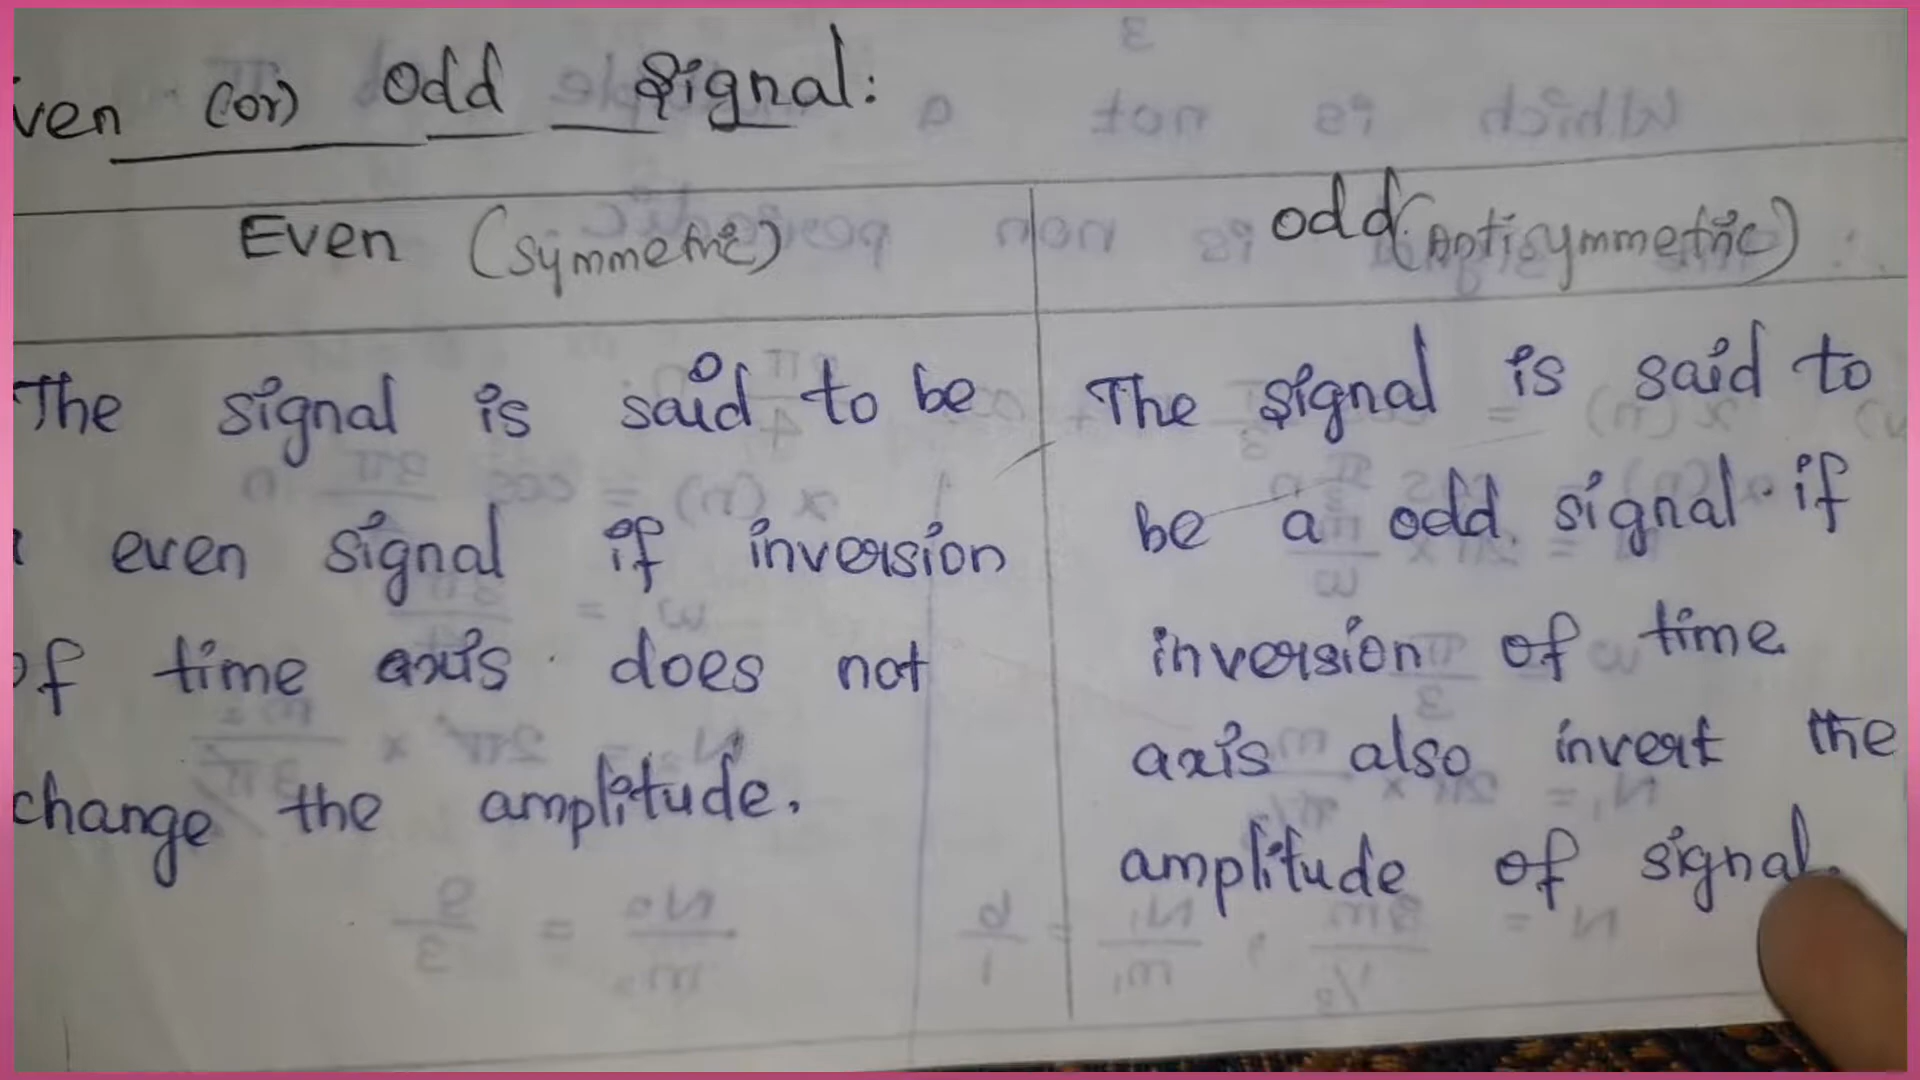 ven (or) odd signal:
Even (Symmetric)
The signal is said to be
even signal if inversion
of time axis does not
change the amplitude.
odd (Antisymmetric)
The signal is said to
be a odd signal if
inversion of time
axis also invert the
amplitude of signal.